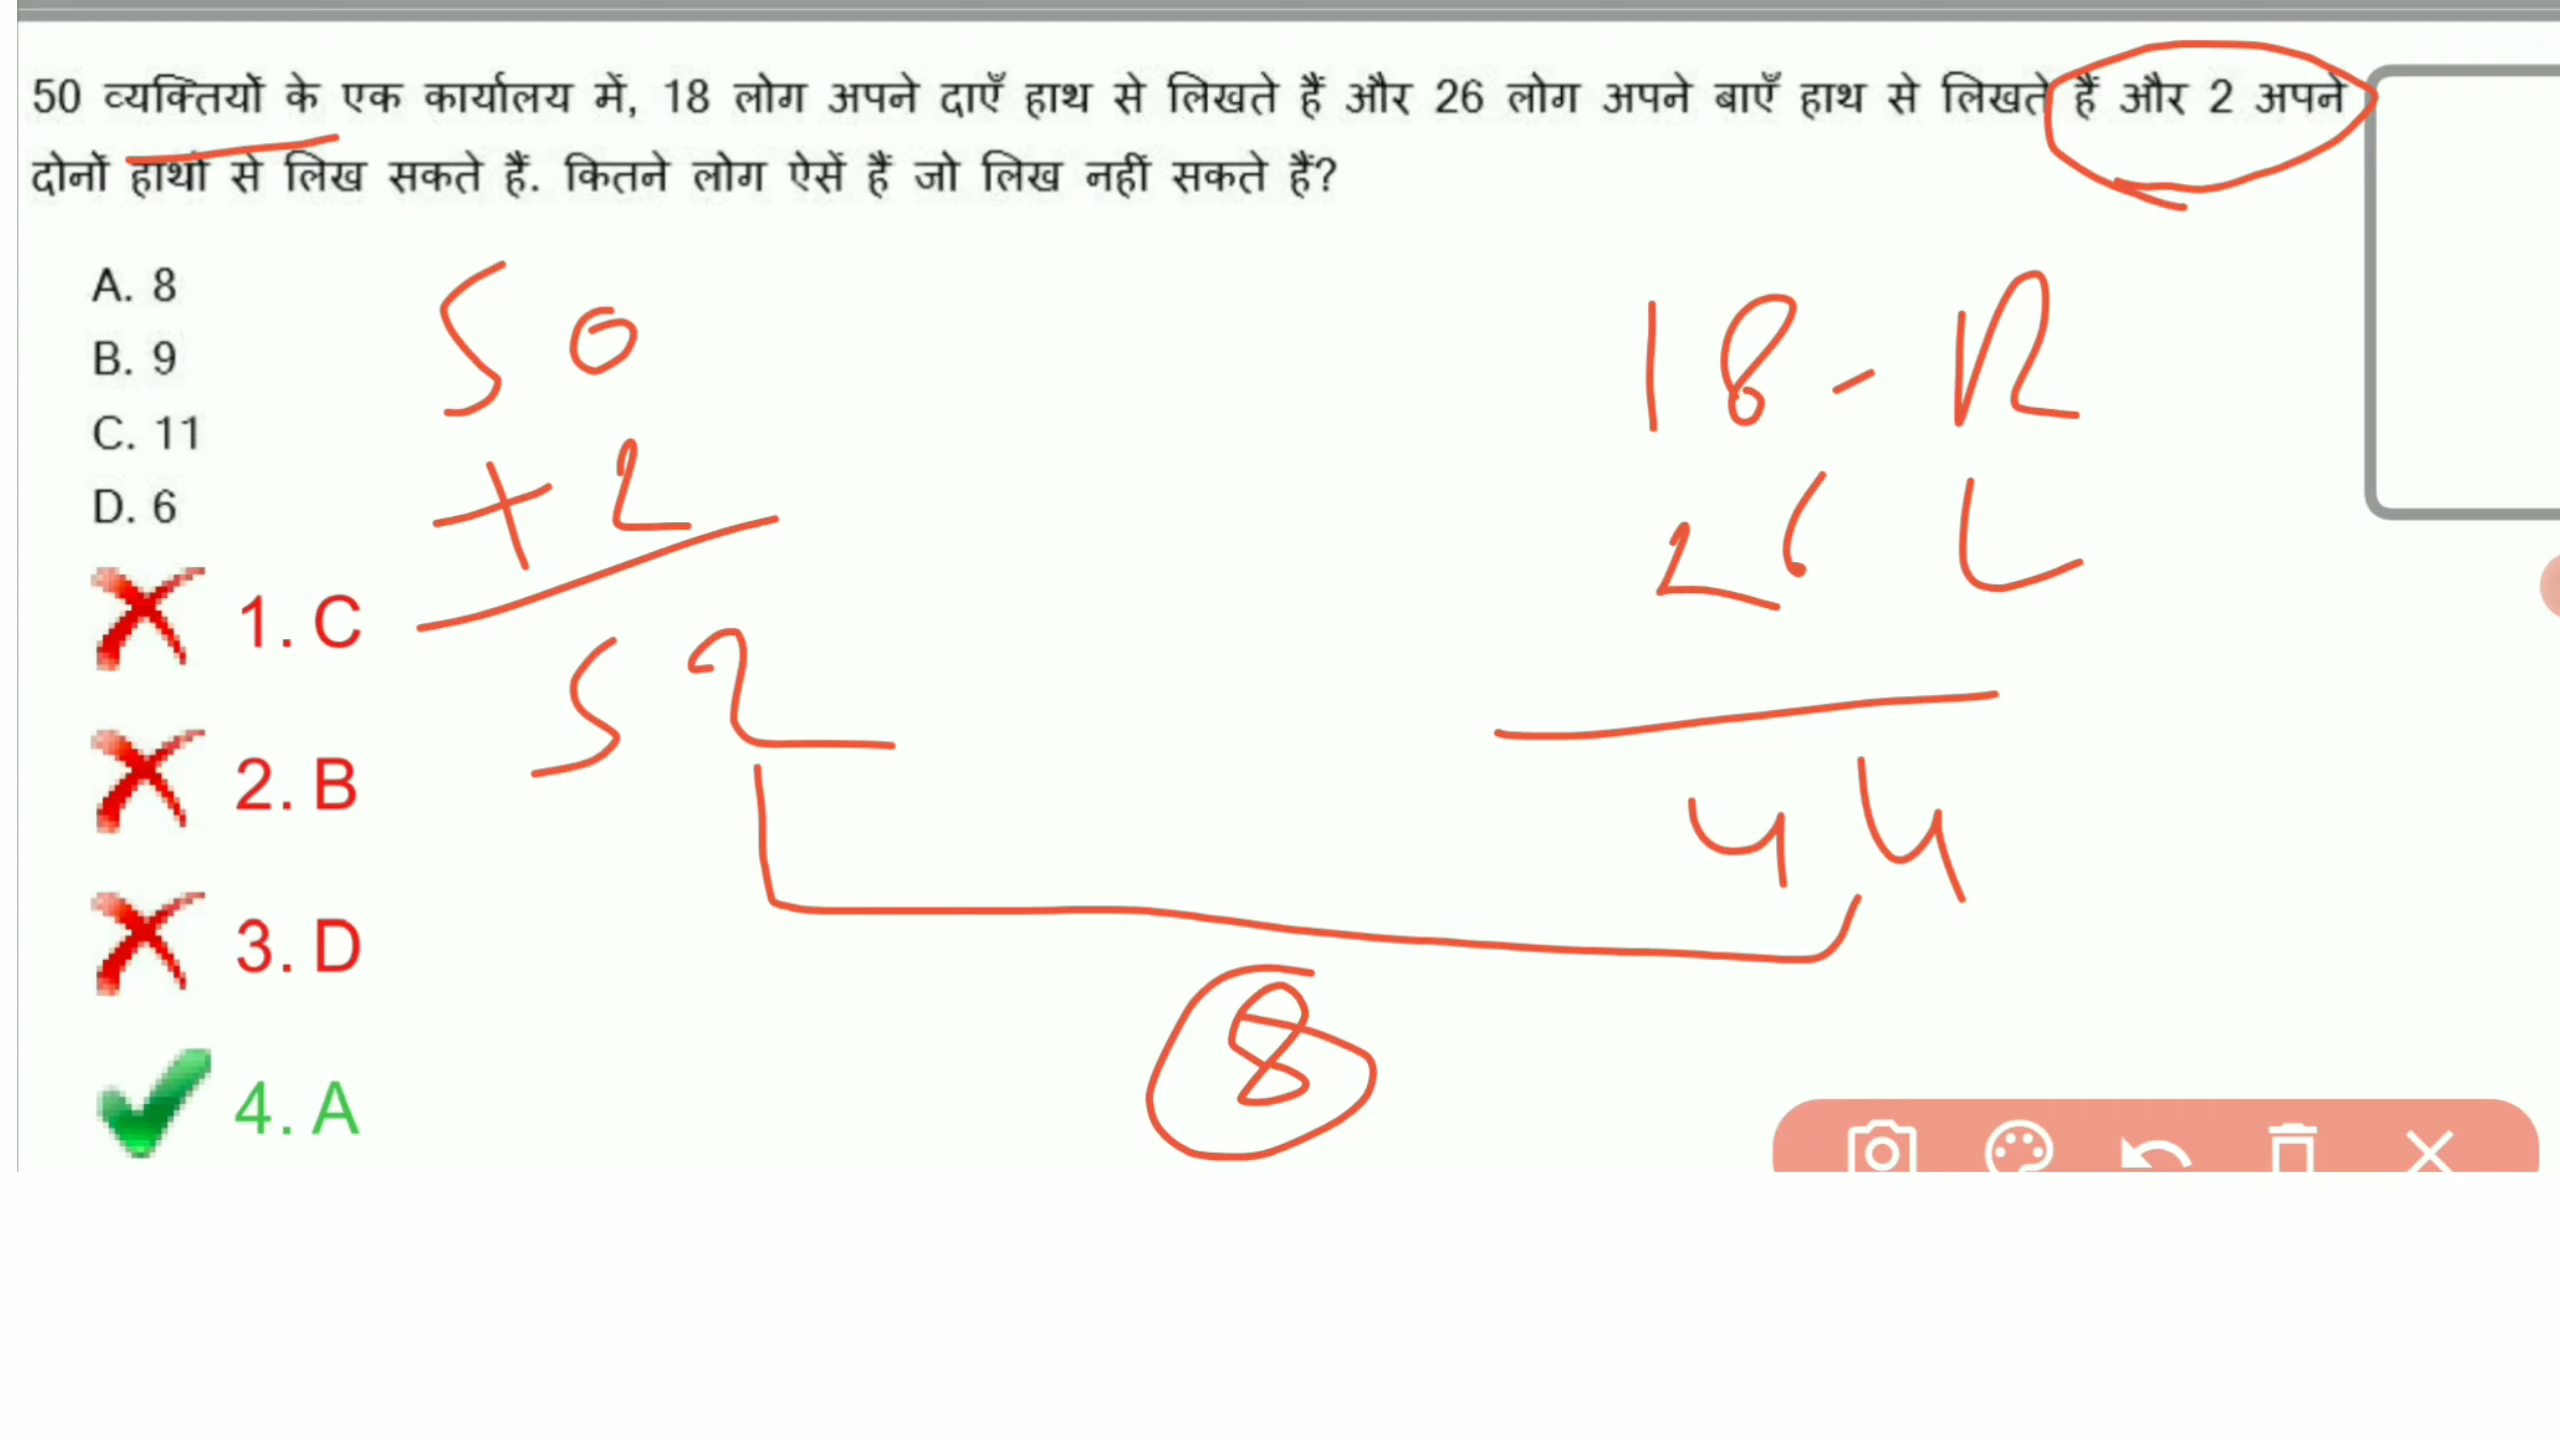 50 व्यक्तियों के एक कार्यालय में, 18 लोग अपने दाएँ हाथ से लिखते हैं और 26 लोग अपने बाएँ हाथ से लिखते हैं और 2 अपने
दोनों हाथों से लिख सकते हैं. कितने लोग ऐसें हैं जो लिख नहीं सकते हैं?
A. 8
B. 9
C. 11
D. 6
1. C
2. B
3. D
4. A
50
+2
52
18-R
26 L
44
8